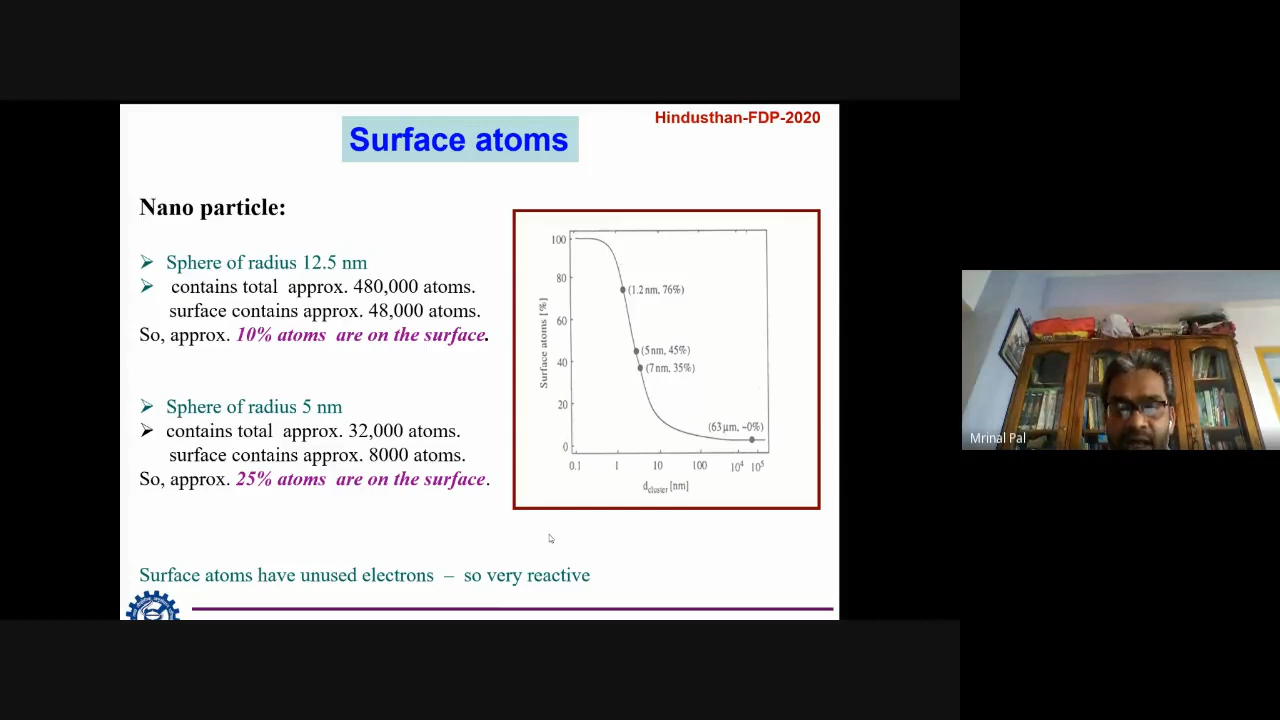 Hindusthan-FDP-2020
Surface atoms
Nano particle:
➢ Sphere of radius 12.5 nm
➢ contains total approx. 480,000 atoms.
surface contains approx. 48,000 atoms.
So, approx. 10% atoms are on the surface.
➢ Sphere of radius 5 nm
➢ contains total approx. 32,000 atoms.
surface contains approx. 8000 atoms.
So, approx. 25% atoms are on the surface.
Surface atoms have unused electrons – so very reactive
Surface atoms [%]
100
80
60
40
20
0
(1.2 nm, 76%)
(5 nm, 45%)
(7 nm, 35%)
(63 μm, ~0%)
0.1 1 10 100 10⁴ 10⁵
dcluster [nm]
Mrinal Pal